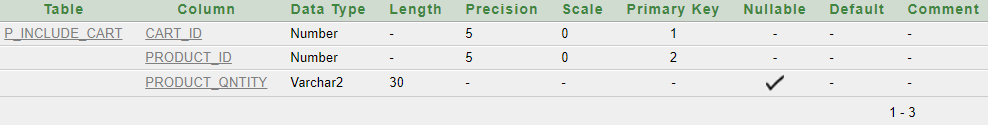 Table Column Data Type Length Precision Scale Primary Key Nullable Default Comment
P_INCLUDE_CART CART_ID Number - 5 0 1 - - -
PRODUCT_ID Number - 5 0 2 - - -
PRODUCT_QNTITY Varchar2 30 - - - ✓ - -
1 - 3